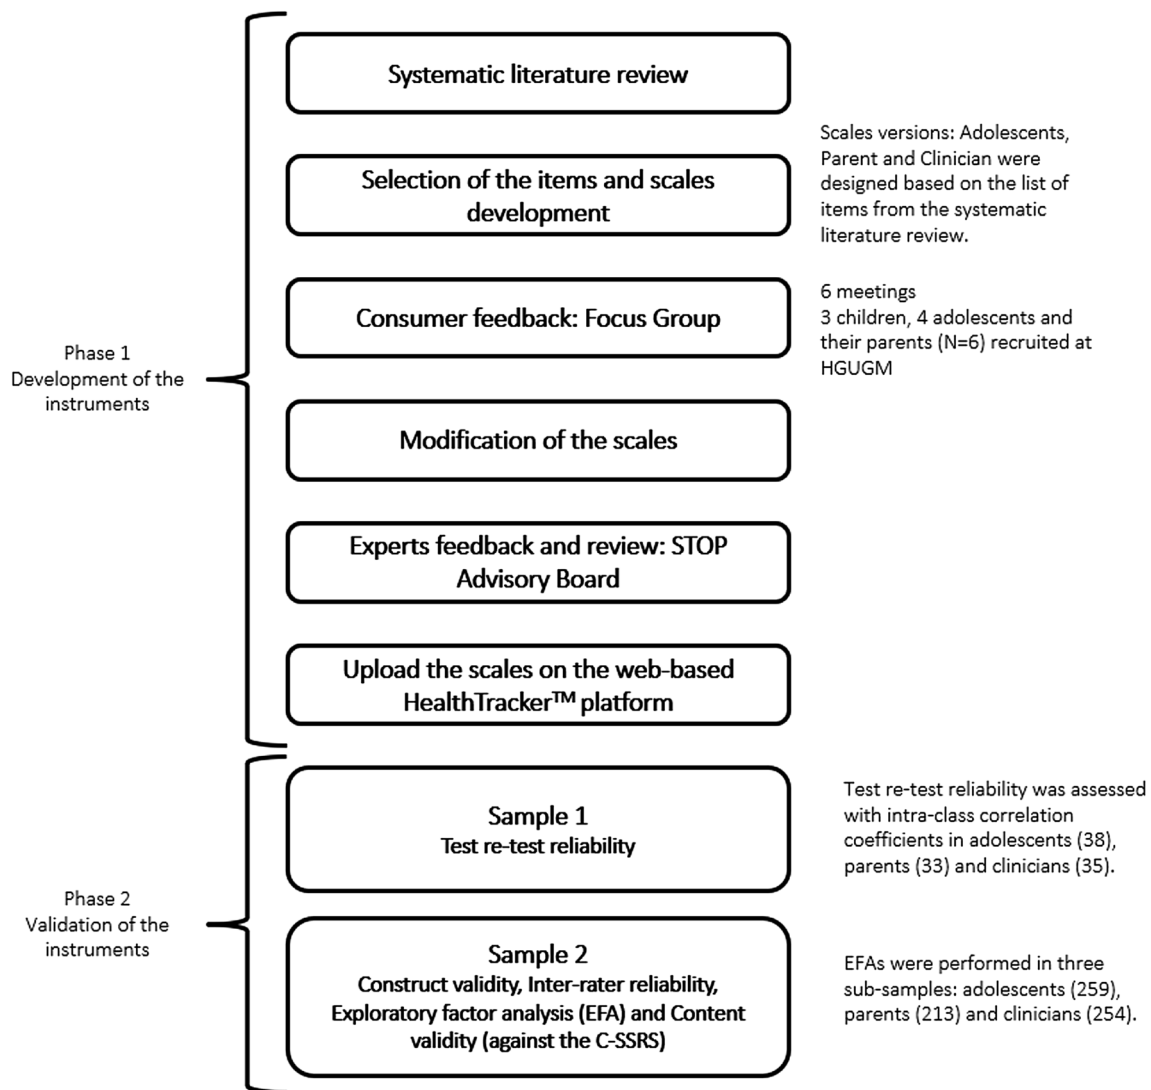 Systematic literature review
Selection of the items and scales
development
Scales versions: Adolescents,
Parent and Clinician were
designed based on the list of
items from the systematic
literature review.
Consumer feedback: Focus Group
6 meetings
3 children, 4 adolescents and
their parents (N=6) recruited at
HGUGM
Phase 1
Development of the
instruments
Modification of the scales
Experts feedback and review: STOP
Advisory Board
Upload the scales on the web-based
HealthTracker™ platform
Sample 1
Test re-test reliability
Test re-test reliability was assessed
with intra-class correlation
coefficients in adolescents (38),
parents (33) and clinicians (35).
Phase 2
Validation of the
instruments
Sample 2
Construct validity, Inter-rater reliability,
Exploratory factor analysis (EFA) and Content
validity (against the C-SSRS)
EFAs were performed in three
sub-samples: adolescents (259),
parents (213) and clinicians (254).